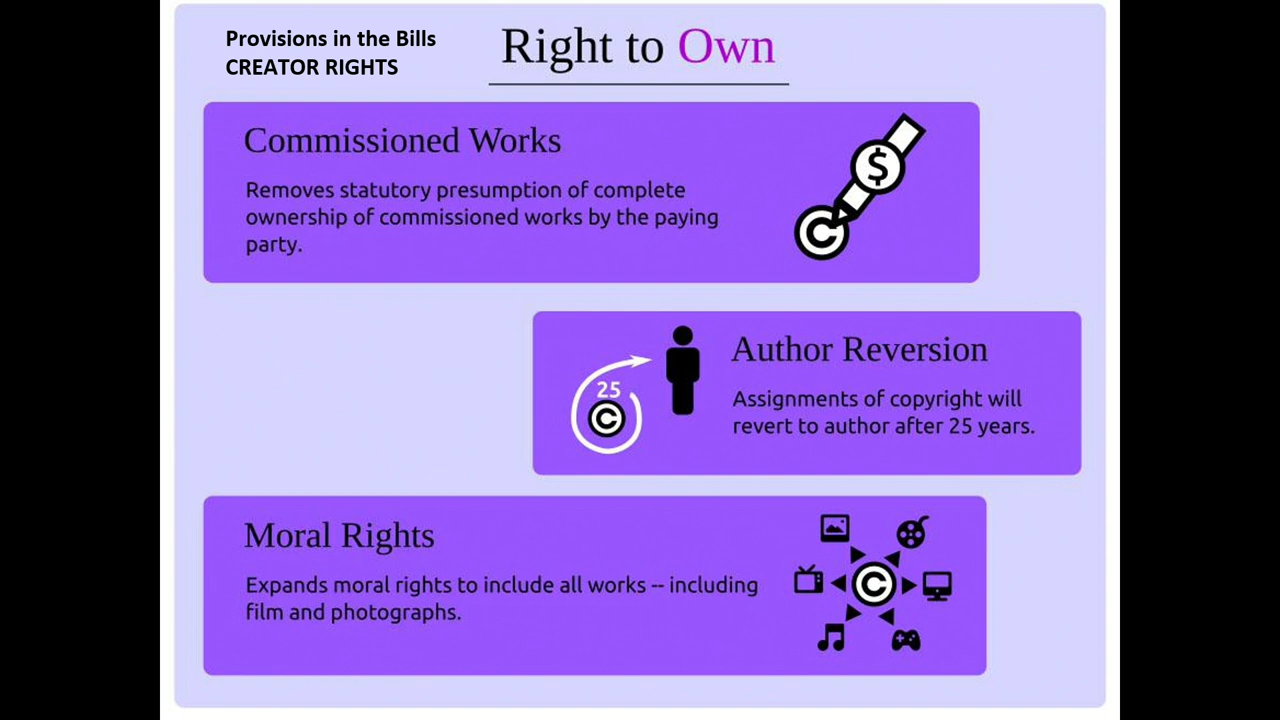 Provisions in the Bills
CREATOR RIGHTS
Right to Own
Commissioned Works
Removes statutory presumption of complete
ownership of commissioned works by the paying
party.
$
C
Author Reversion
25
C
Assignments of copyright will
revert to author after 25 years.
Moral Rights
Expands moral rights to include all works -- including
film and photographs.
C